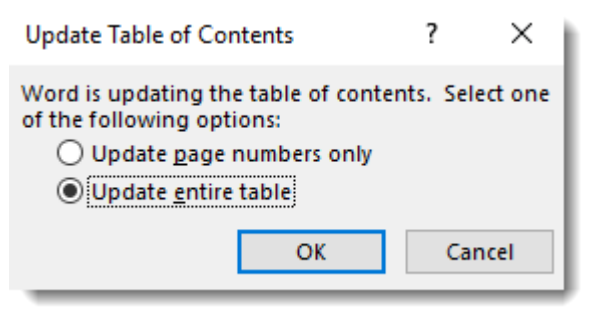 Update Table of Contents ?
Word is updating the table of contents. Select one
of the following options:
Update page numbers only
Update entire table
OK Cancel